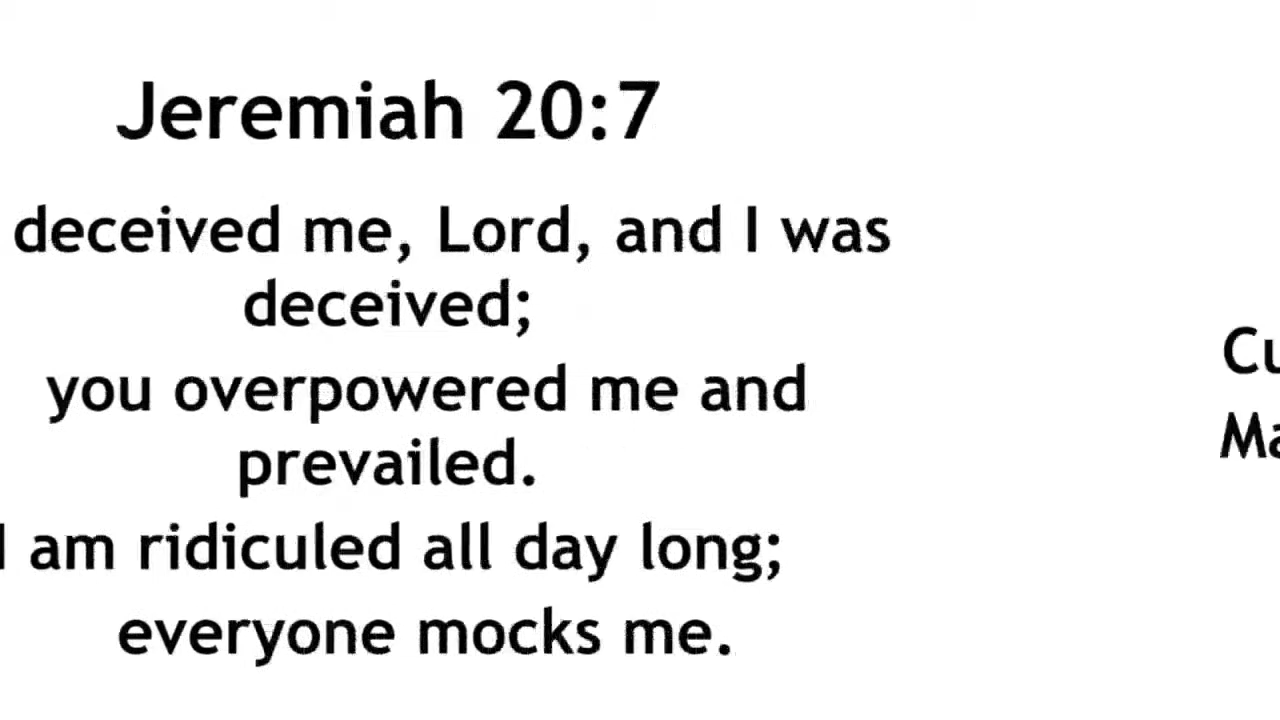 Jeremiah 20:7
deceived me, Lord, and I was
deceived;
you overpowered me and
prevailed.
I am ridiculed all day long;
everyone mocks me.